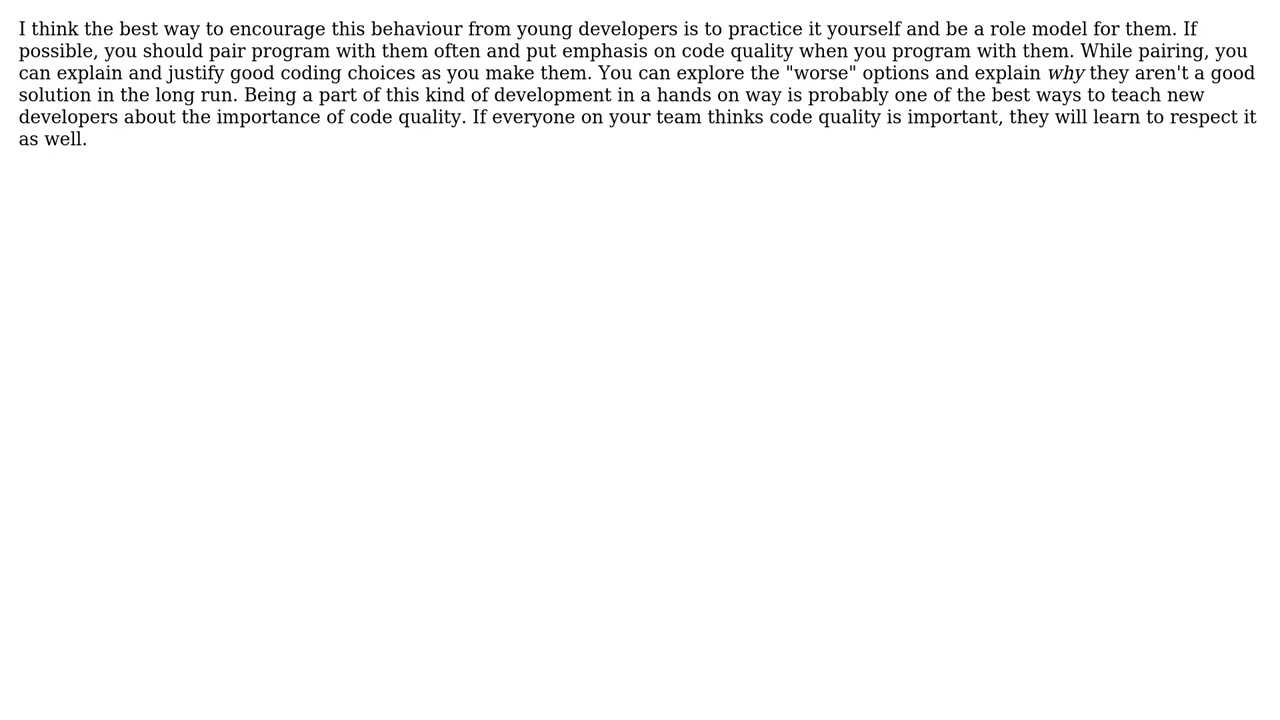 I think the best way to encourage this behaviour from young developers is to practice it yourself and be a role model for them. If
possible, you should pair program with them often and put emphasis on code quality when you program with them. While pairing, you
can explain and justify good coding choices as you make them. You can explore the "worse" options and explain why they aren't a good
solution in the long run. Being a part of this kind of development in a hands on way is probably one of the best ways to teach new
developers about the importance of code quality. If everyone on your team thinks code quality is important, they will learn to respect it
as well.